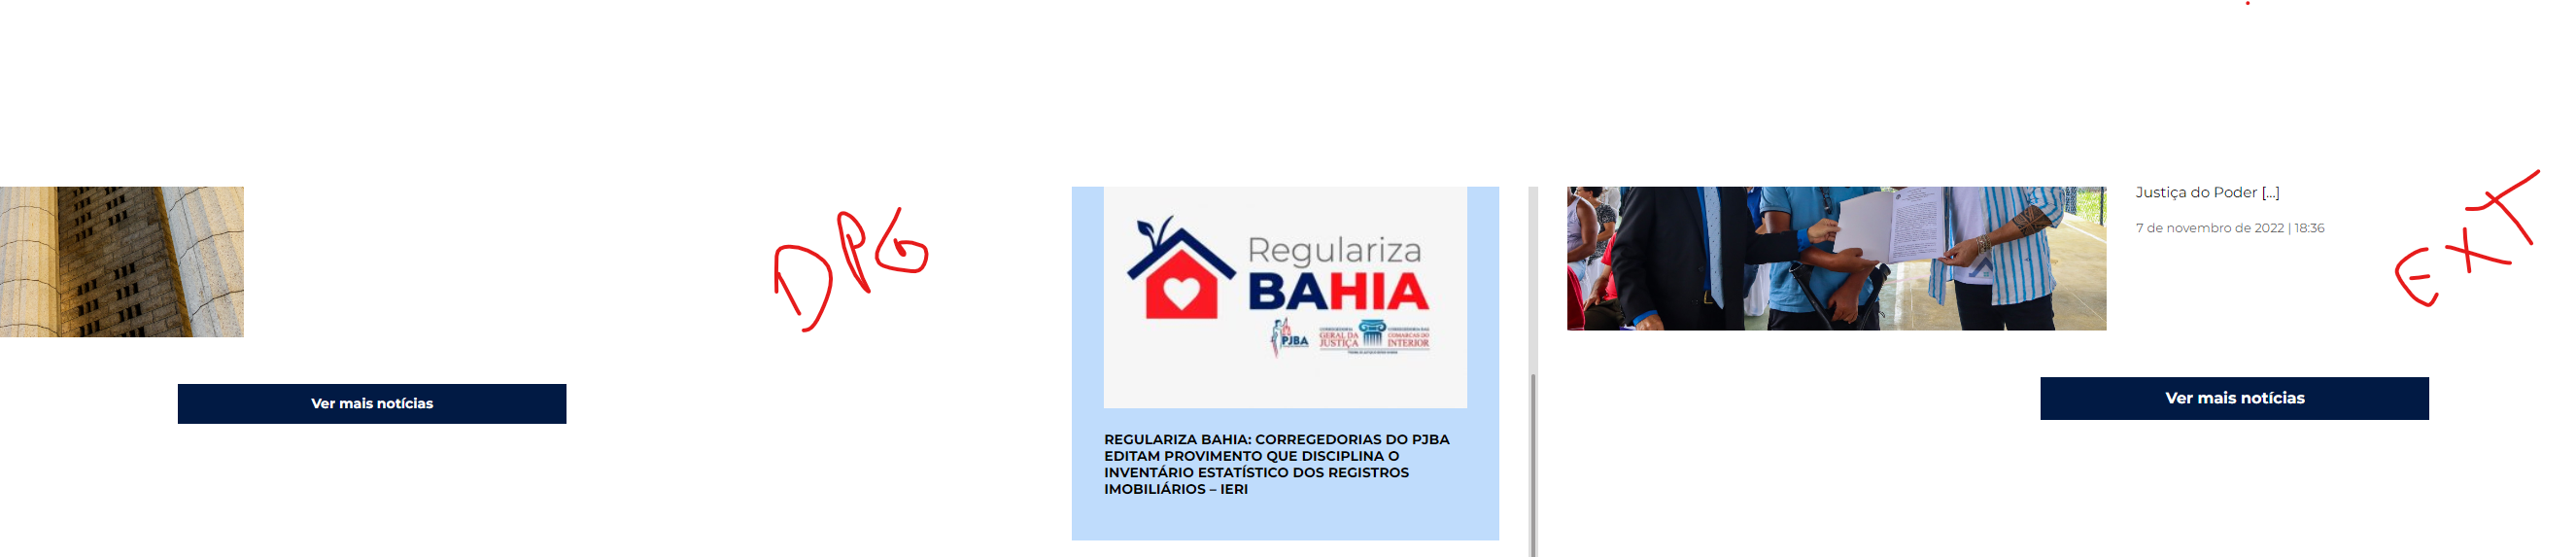 DPG
Ver mais notícias
Regulariza
BAHIA
PJBA
CORREGEDORIA
GERAL DA
JUSTIÇA
CORREGEDORIA DAS
COMARCAS DO
INTERIOR
REGULARIZA BAHIA: CORREGEDORIAS DO PJBA
EDITAM PROVIMENTO QUE DISCIPLINA O
INVENTÁRIO ESTATÍSTICO DOS REGISTROS
IMOBILIÁRIOS – IERI
Justiça do Poder [...]
7 de novembro de 2022 | 18:36
EXT
Ver mais notícias